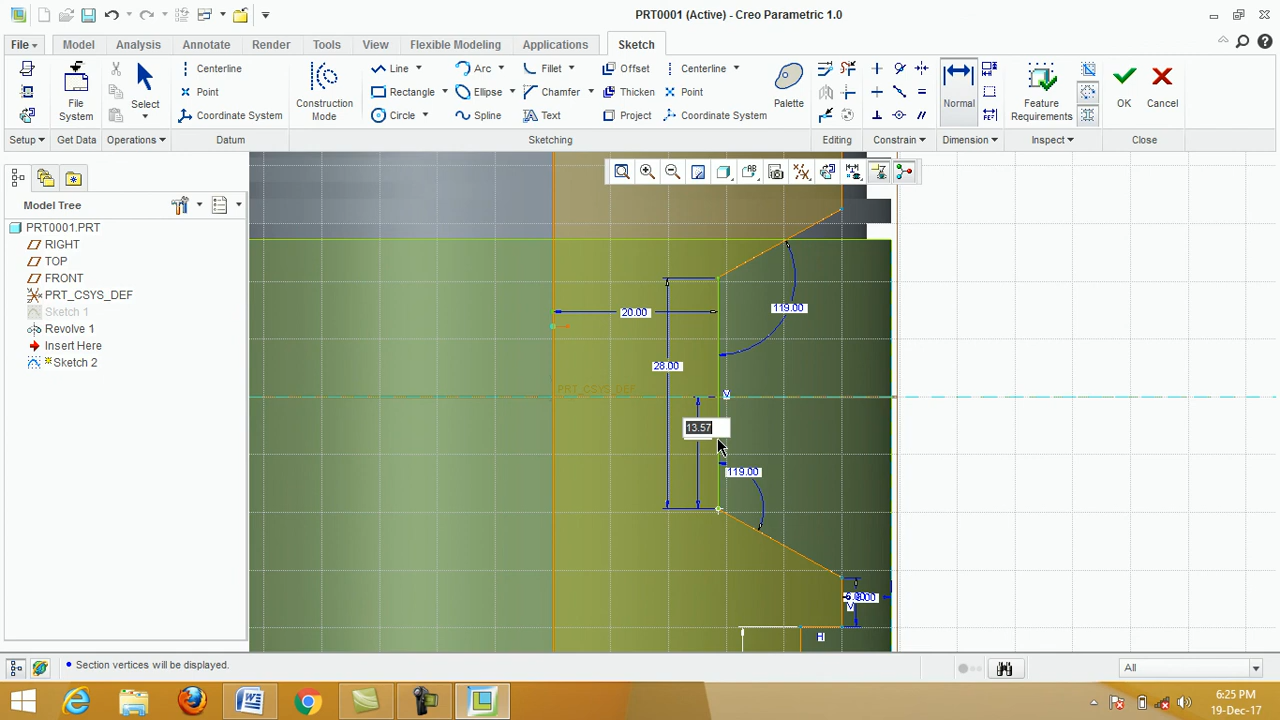 PRT0001 (Active) - Creo Parametric 1.0
File Model Analysis Annotate Render Tools View Flexible Modeling Applications Sketch
Centerline Line Arc Fillet Offset Centerline
Point Rectangle Ellipse Chamfer Thicken Point
Coordinate System Circle Spline Text Project Coordinate System
File System Select Construction Mode Palette Normal Feature Requirements OK Cancel
Setup Get Data Operations Datum Sketching Editing Constrain Dimension Inspect Close
Model Tree
PRT0001.PRT
RIGHT
TOP
FRONT
PRT_CSYS_DEF
Sketch 1
Revolve 1
Insert Here
Sketch 2
119.00
20.00
28.00
PRT_CSYS_DEF
V
13.57
119.00
V
H
Section vertices will be displayed.
All
6:25 PM
19-Dec-17